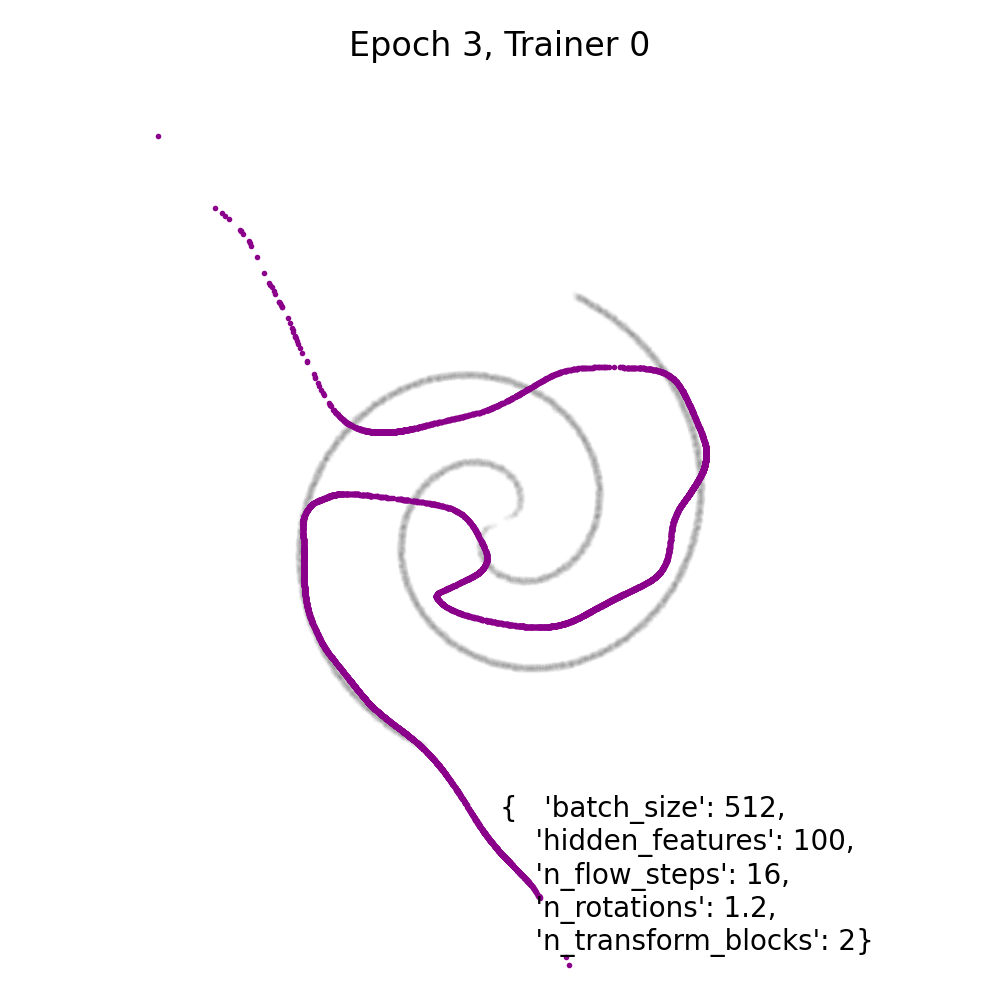 Epoch 3, Trainer 0
{   'batch_size': 512,
'hidden_features': 100,
'n_flow_steps': 16,
'n_rotations': 1.2,
'n_transform_blocks': 2}